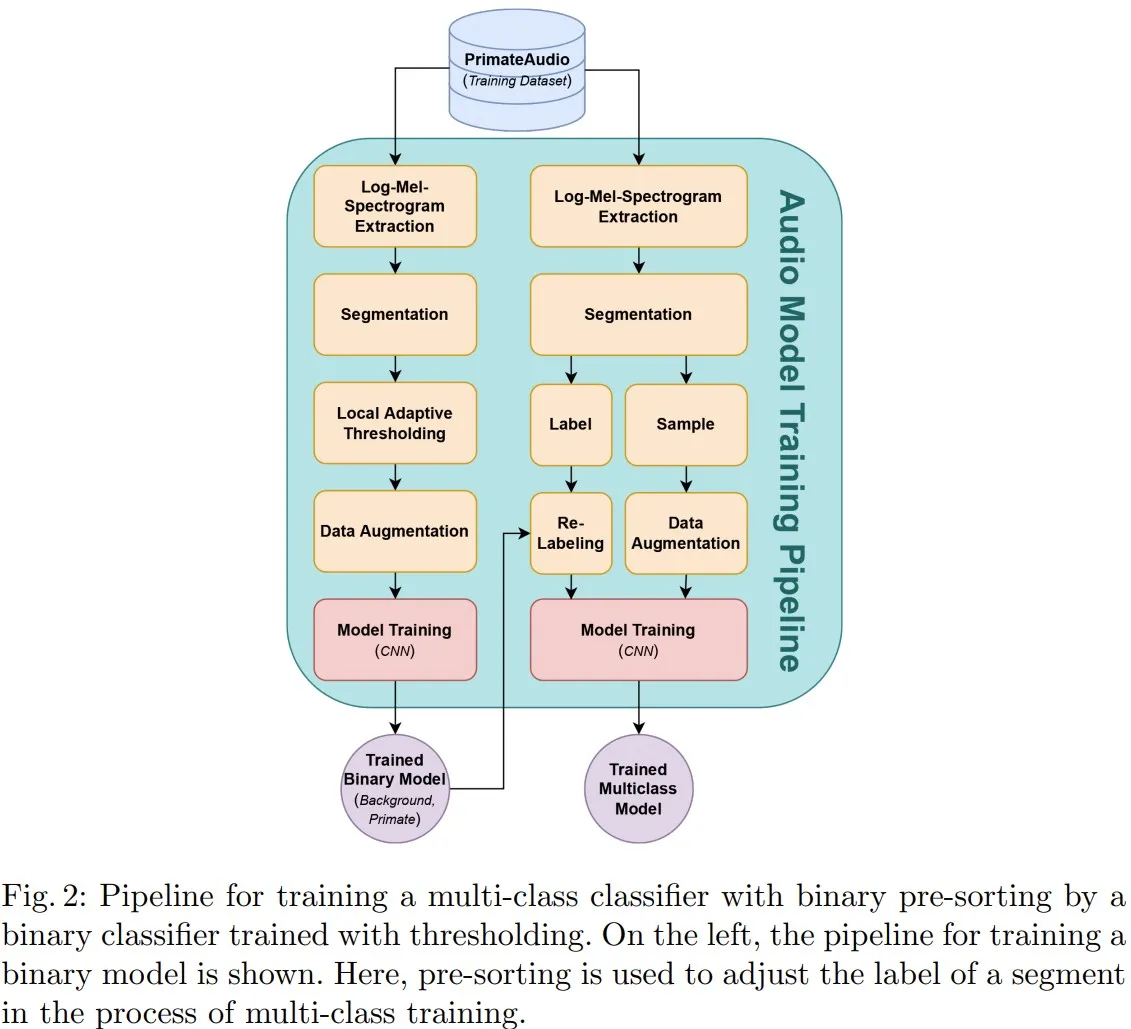 PrimateAudio
(Training Dataset)
Log-Mel-
Spectrogram
Extraction
Segmentation
Local Adaptive
Thresholding
Data Augmentation
Model Training
(CNN)
Trained
Binary Model
(Background,
Primate)
Log-Mel-Spectrogram
Extraction
Segmentation
Label
Sample
Re-
Labeling
Data
Augmentation
Model Training
(CNN)
Trained
Multiclass
Model
Audio Model Training Pipeline
Fig. 2: Pipeline for training a multi-class classifier with binary pre-sorting by a
binary classifier trained with thresholding. On the left, the pipeline for training a
binary model is shown. Here, pre-sorting is used to adjust the label of a segment
in the process of multi-class training.